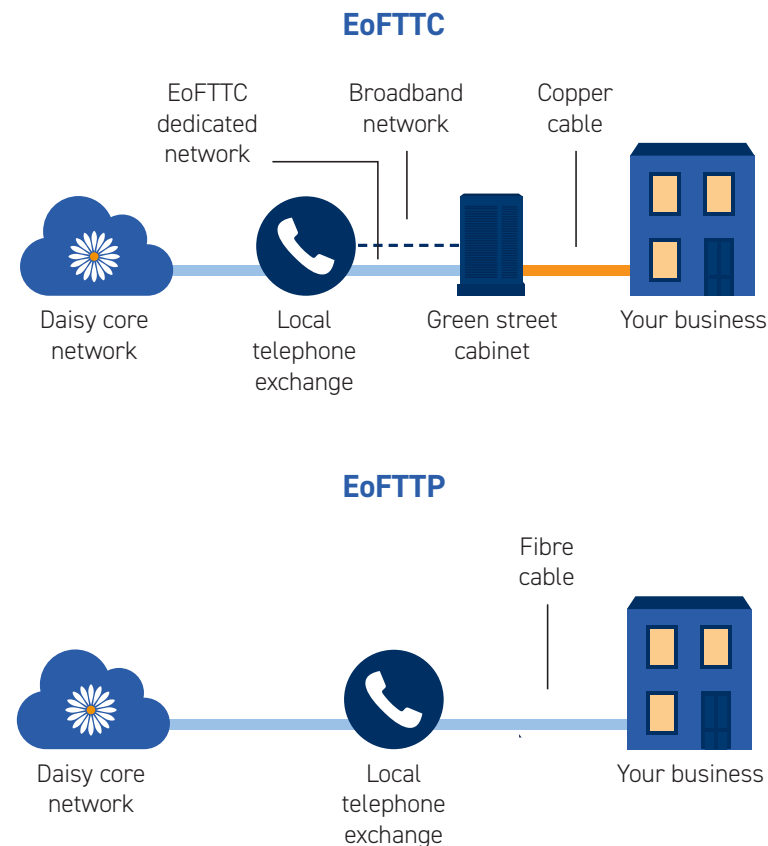 EoFTTC
EoFTTC
dedicated
network
Broadband
network
Copper
cable
Daisy core
network
Local
telephone
exchange
Green street
cabinet
Your business
EoFTTP
Fibre
cable
Daisy core
network
Local
telephone
exchange
Your business